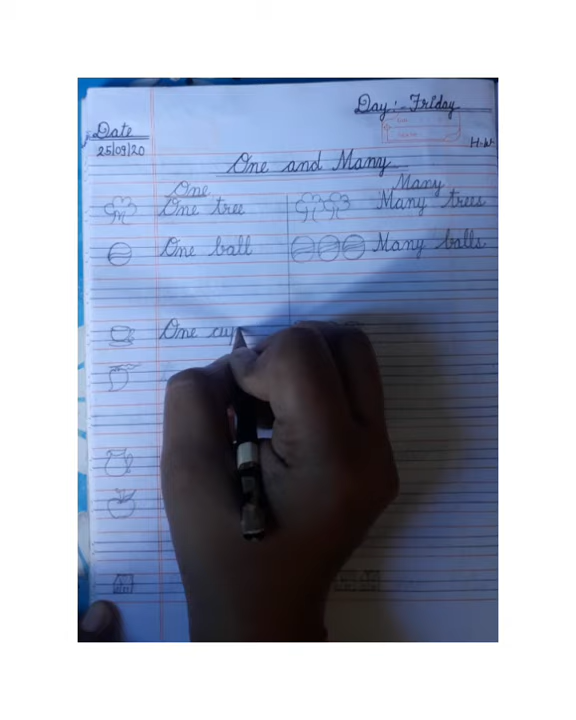 Day :- Friday
Date
25/09/20
H.W.
One and Many
One
Many
One tree
Many trees
One ball
Many balls
One cup